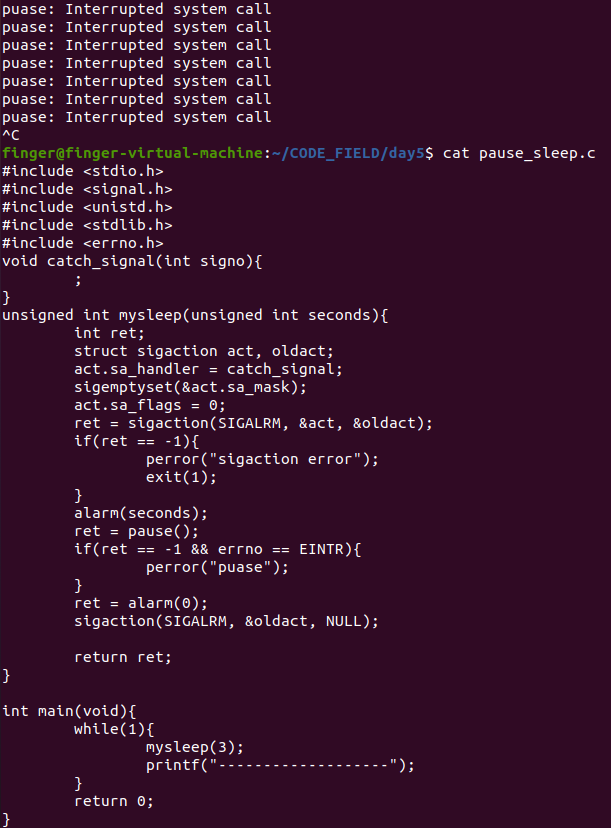 puase: Interrupted system call
puase: Interrupted system call
puase: Interrupted system call
puase: Interrupted system call
puase: Interrupted system call
puase: Interrupted system call
puase: Interrupted system call
^C
finger@finger-virtual-machine:~/CODE_FIELD/day5$ cat pause_sleep.c
#include <stdio.h>
#include <signal.h>
#include <unistd.h>
#include <stdlib.h>
#include <errno.h>
void catch_signal(int signo){
        ;
}
unsigned int mysleep(unsigned int seconds){
        int ret;
        struct sigaction act, oldact;
        act.sa_handler = catch_signal;
        sigemptyset(&act.sa_mask);
        act.sa_flags = 0;
        ret = sigaction(SIGALRM, &act, &oldact);
        if(ret == -1){
                perror("sigaction error");
                exit(1);
        }
        alarm(seconds);
        ret = pause();
        if(ret == -1 && errno == EINTR){
                perror("puase");
        }
        ret = alarm(0);
        sigaction(SIGALRM, &oldact, NULL);

        return ret;
}

int main(void){
        while(1){
                mysleep(3);
                printf("-------------------");
        }
        return 0;
}